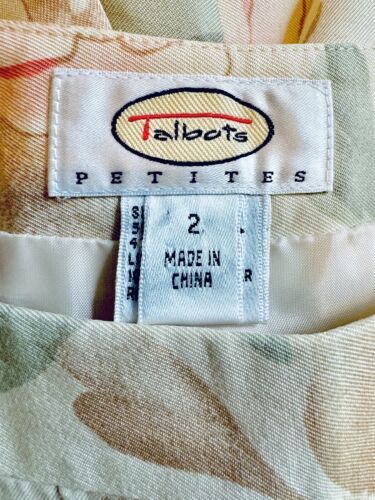 Talbots
PETITES
2
MADE IN
CHINA
R